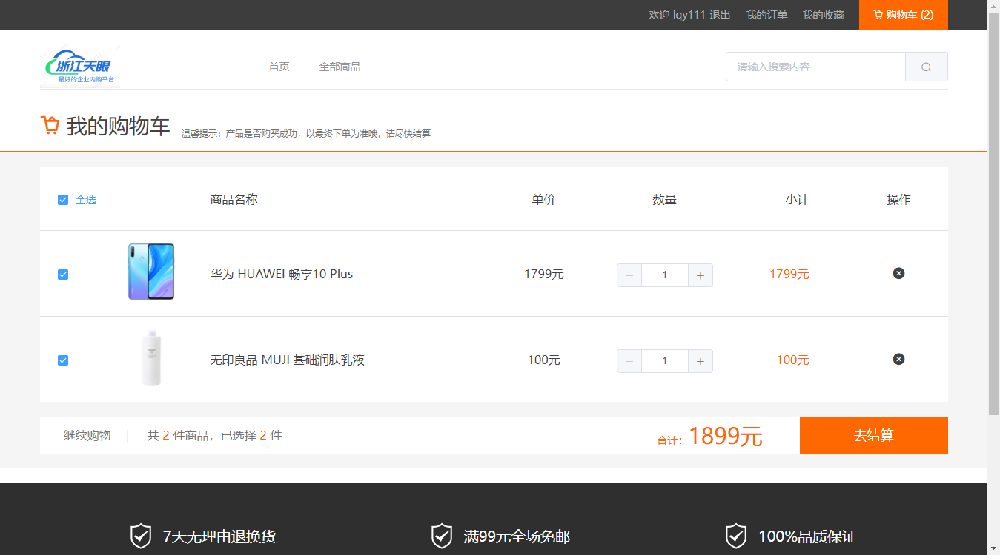 欢迎 lqy111 退出 我的订单 我的收藏 购物车 (2)
浙江天眼
最好的企业内购平台
首页 全部商品 请输入搜索内容
我的购物车 温馨提示：产品是否购买成功，以最终下单为准哦，请尽快结算
全选 商品名称 单价 数量 小计 操作
华为 HUAWEI 畅享10 Plus 1799元 1 1799元
无印良品 MUJI 基础润肤乳液 100元 1 100元
继续购物 共 2 件商品，已选择 2 件 合计：1899元 去结算
7天无理由退换货 满99元全场免邮 100%品质保证